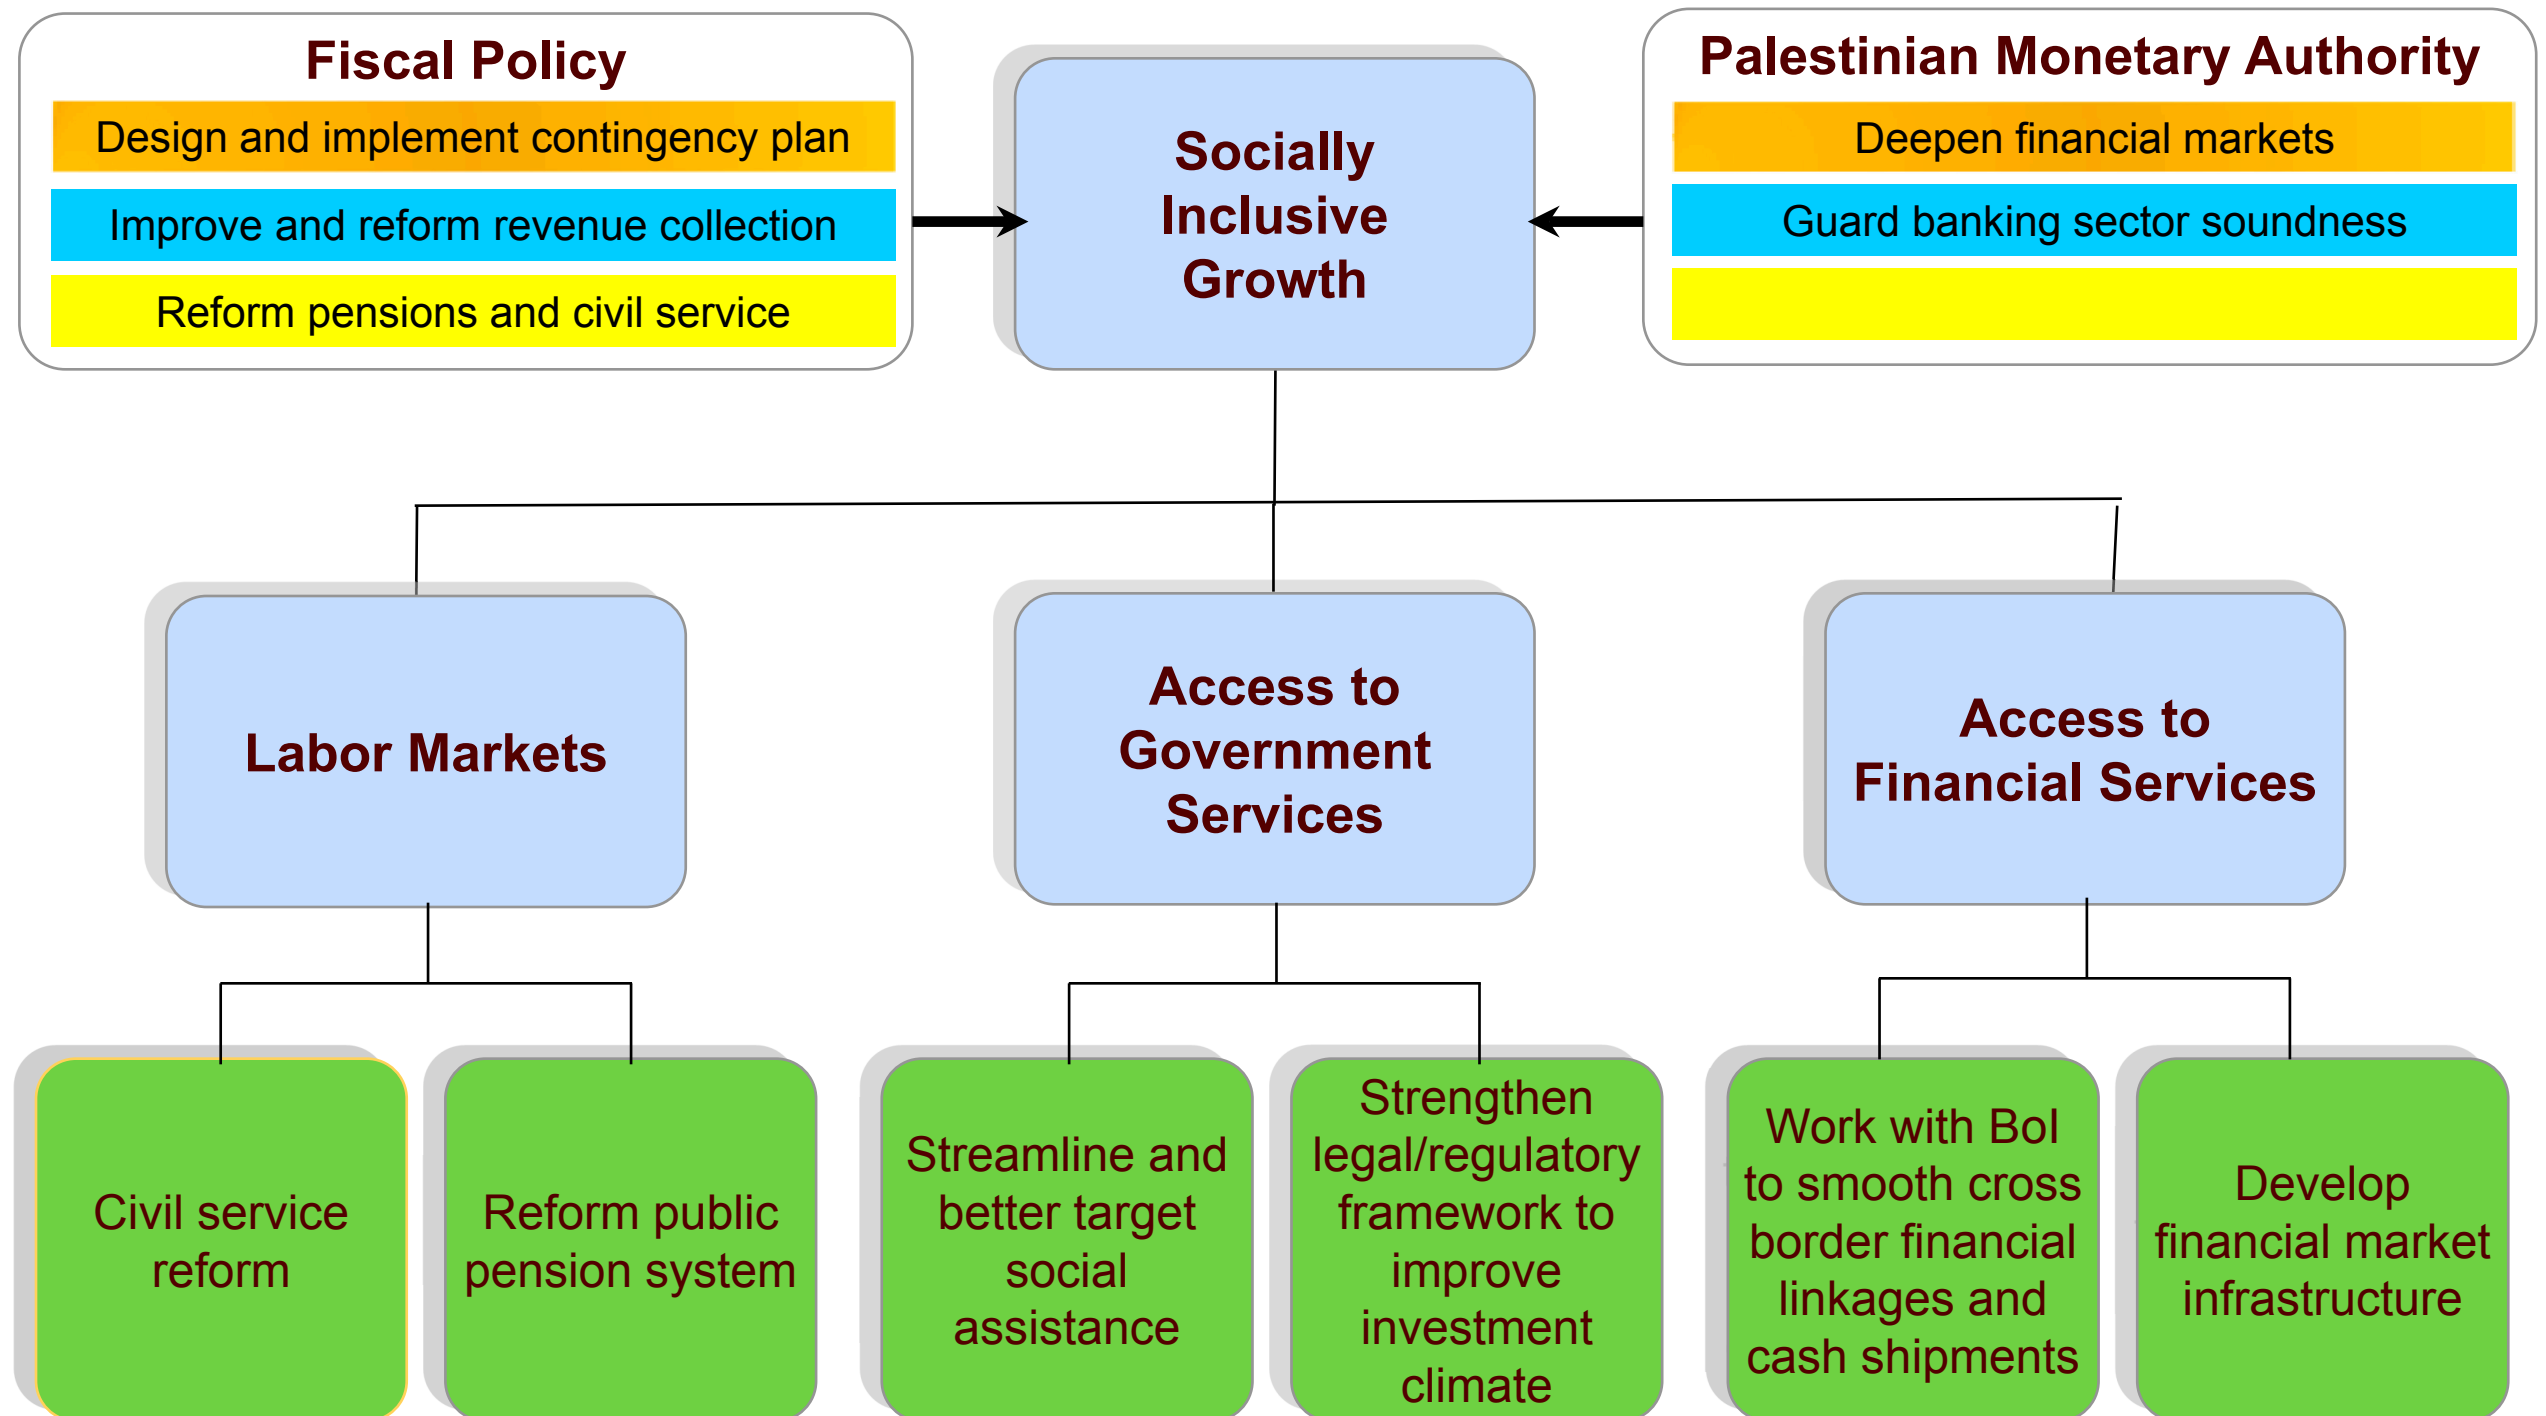 Fiscal Policy
Design and implement contingency plan
Improve and reform revenue collection
Reform pensions and civil service
Socially
Inclusive
Growth
Palestinian Monetary Authority
Deepen financial markets
Guard banking sector soundness
Labor Markets
Access to
Government
Services
Access to
Financial Services
Civil service
reform
Reform public
pension system
Streamline and
better target
social
assistance
Strengthen
legal/regulatory
framework to
improve
investment
climate
Work with BoI
to smooth cross
border financial
linkages and
cash shipments
Develop
financial market
infrastructure